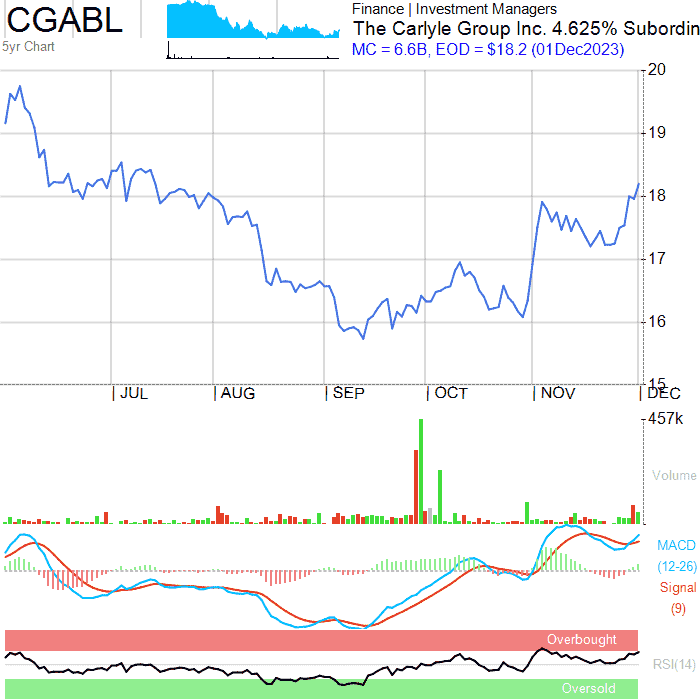 CGABL
5yr Chart
Finance | Investment Managers
The Carlyle Group Inc. 4.625% Subordin
MC = 6.6B, EOD = $18.2 (01Dec2023)
20
19
18
17
16
15
| JUL | AUG | SEP | OCT | NOV | DEC
457k
Volume
MACD
(12-26)
Signal
(9)
Overbought
RSI(14)
Oversold